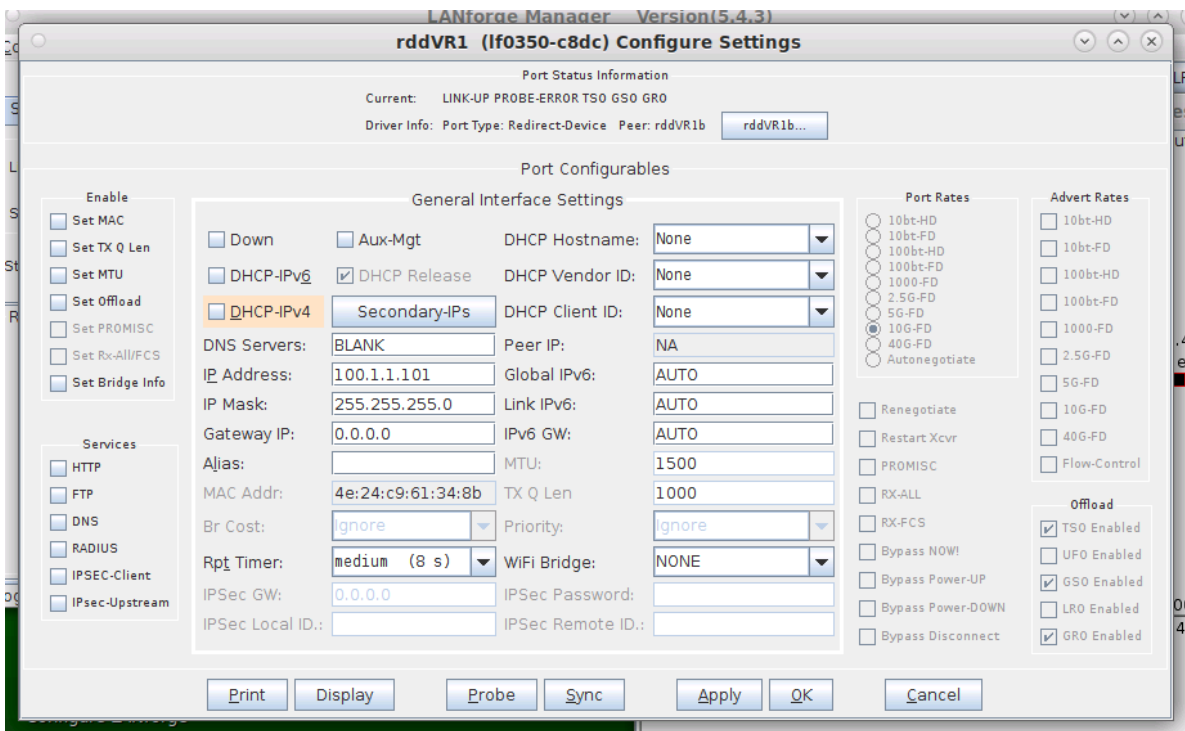 LANforge Manager Version(5.4.3)
rddVR1 (lf0350-c8dc) Configure Settings
Port Status Information
Current: LINK-UP PROBE-ERROR TSO GSO GRO
Driver Info: Port Type: Redirect-Device Peer: rddVR1b rddVR1b...
Port Configurables
Enable
Set MAC
Set TX Q Len
Set MTU
Set Offload
Set PROMISC
Set Rx-All/FCS
Set Bridge Info
Services
HTTP
FTP
DNS
RADIUS
IPSEC-Client
IPsec-Upstream
General Interface Settings
Down Aux-Mgt DHCP Hostname: None
DHCP-IPv6 DHCP Release DHCP Vendor ID: None
DHCP-IPv4 Secondary-IPs DHCP Client ID: None
DNS Servers: BLANK Peer IP: NA
IP Address: 100.1.1.101 Global IPv6: AUTO
IP Mask: 255.255.255.0 Link IPv6: AUTO
Gateway IP: 0.0.0.0 IPv6 GW: AUTO
Alias: MTU: 1500
MAC Addr: 4e:24:c9:61:34:8b TX Q Len 1000
Br Cost: Ignore Priority: Ignore
Rpt Timer: medium (8 s) WiFi Bridge: NONE
IPSec GW: 0.0.0.0 IPSec Password:
IPSec Local ID.: IPSec Remote ID.:
Port Rates
10bt-HD
10bt-FD
100bt-HD
100bt-FD
1000-FD
2.5G-FD
5G-FD
10G-FD
40G-FD
Autonegotiate
Renegotiate
Restart Xcvr
PROMISC
RX-ALL
RX-FCS
Bypass NOW!
Bypass Power-UP
Bypass Power-DOWN
Bypass Disconnect
Advert Rates
10bt-HD
10bt-FD
100bt-HD
100bt-FD
1000-FD
2.5G-FD
5G-FD
10G-FD
40G-FD
Flow-Control
Offload
TSO Enabled
UFO Enabled
GSO Enabled
LRO Enabled
GRO Enabled
Print Display Probe Sync Apply OK Cancel